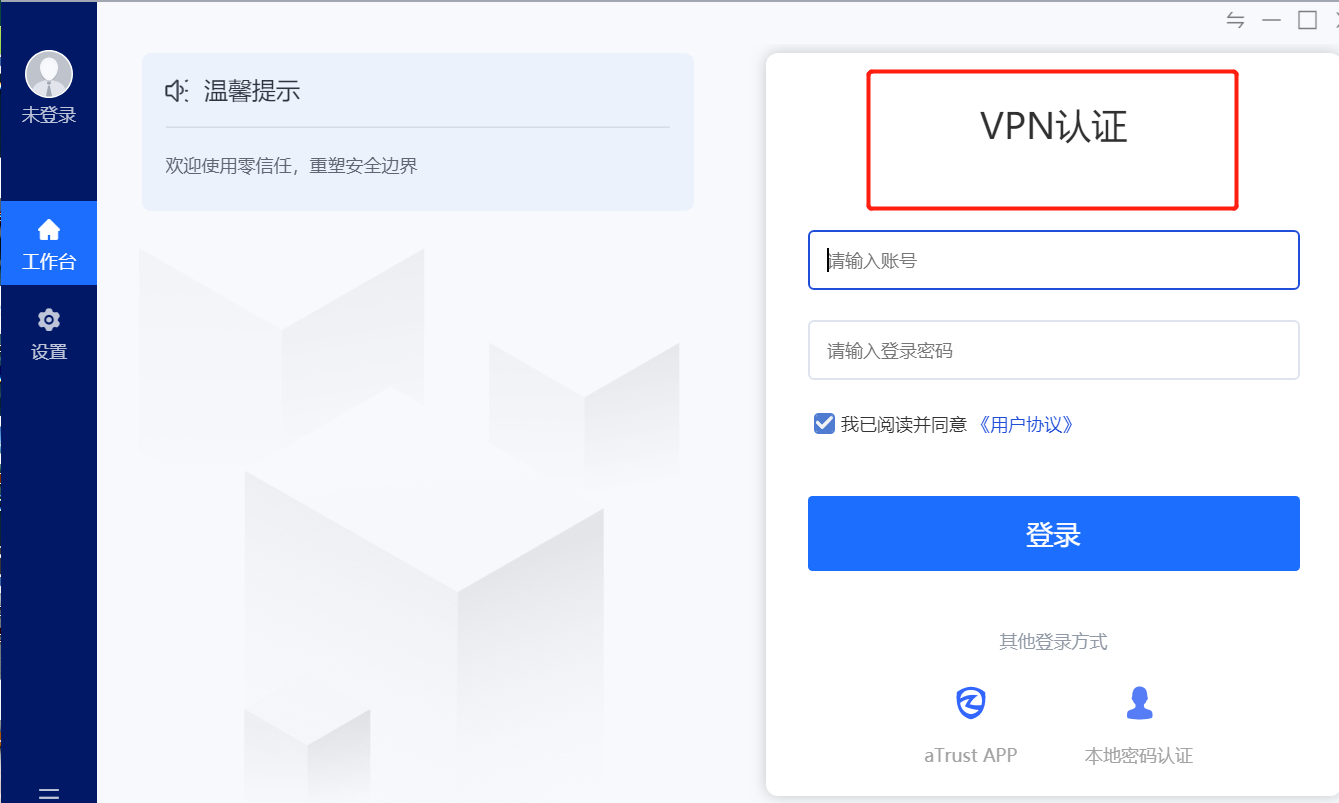 未登录
工作台
设置
温馨提示
欢迎使用零信任，重塑安全边界
VPN认证
请输入账号
请输入登录密码
我已阅读并同意 《用户协议》
登录
其他登录方式
aTrust APP
本地密码认证